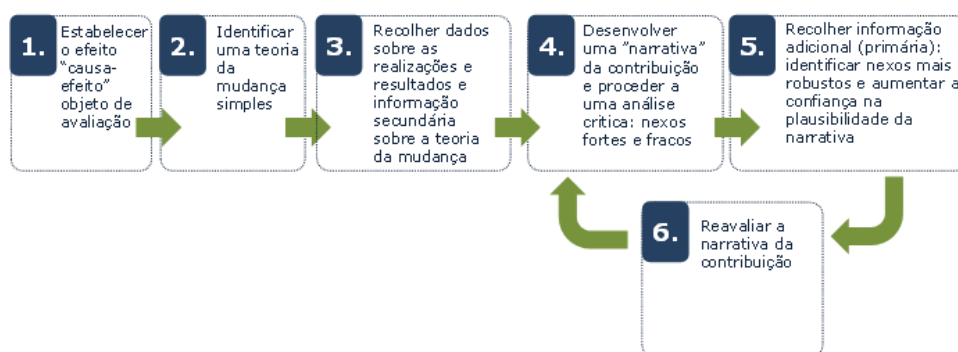 1.
Estabelecer
o efeito
“causa-
efeito”
objeto de
avaliação
2.
Identificar
uma teoria
da
mudança
simples
3.
Recolher dados
sobre as
realizações e
resultados e
informação
secundária
sobre a teoria
da mudança
4.
Desenvolver
uma “narrativa”
da contribuição
e proceder a
uma análise
critica: nexos
fortes e fracos
5.
Recolher informação
adicional (primária):
identificar nexos mais
robustos e aumentar a
confiança na
plausibilidade da
narrativa
6.
Reavaliar a
narrativa da
contribuição